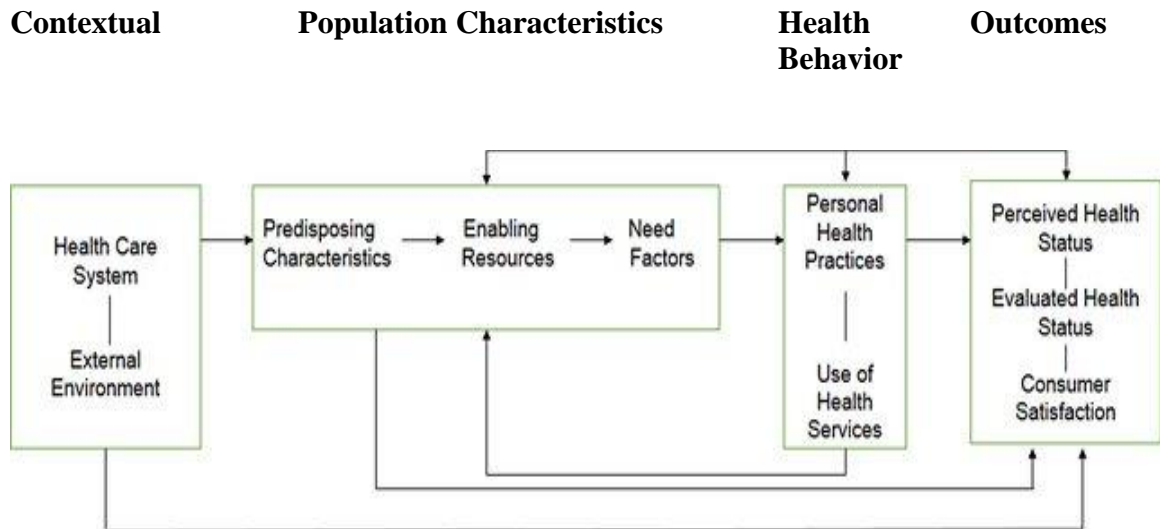 Contextual
Population Characteristics
Health
Behavior
Outcomes
Health Care
System
External
Environment
Predisposing
Characteristics
Enabling
Resources
Need
Factors
Personal
Health
Practices
Use of
Health
Services
Perceived Health
Status
Evaluated Health
Status
Consumer
Satisfaction